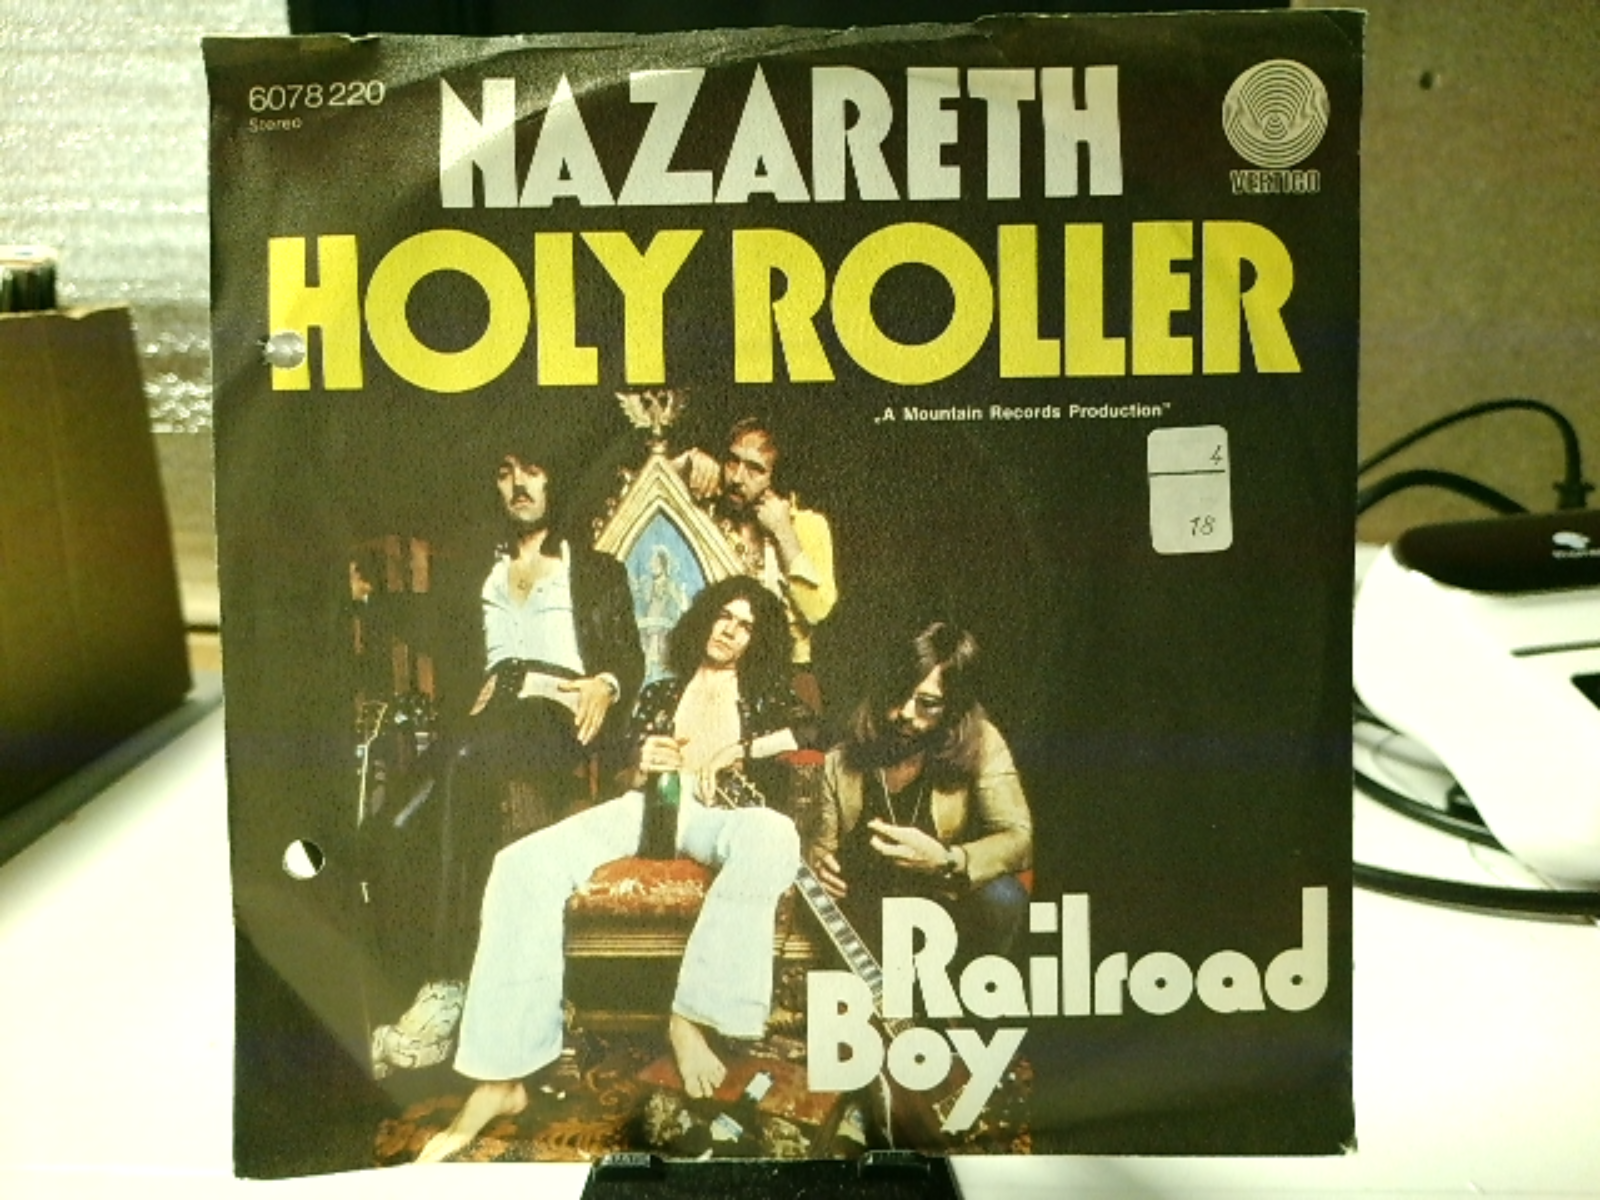 6078 220
Stereo
NAZARETH
VERTIGO
HOLY ROLLER
„A Mountain Records Production"
4
18
Railroad
Boy